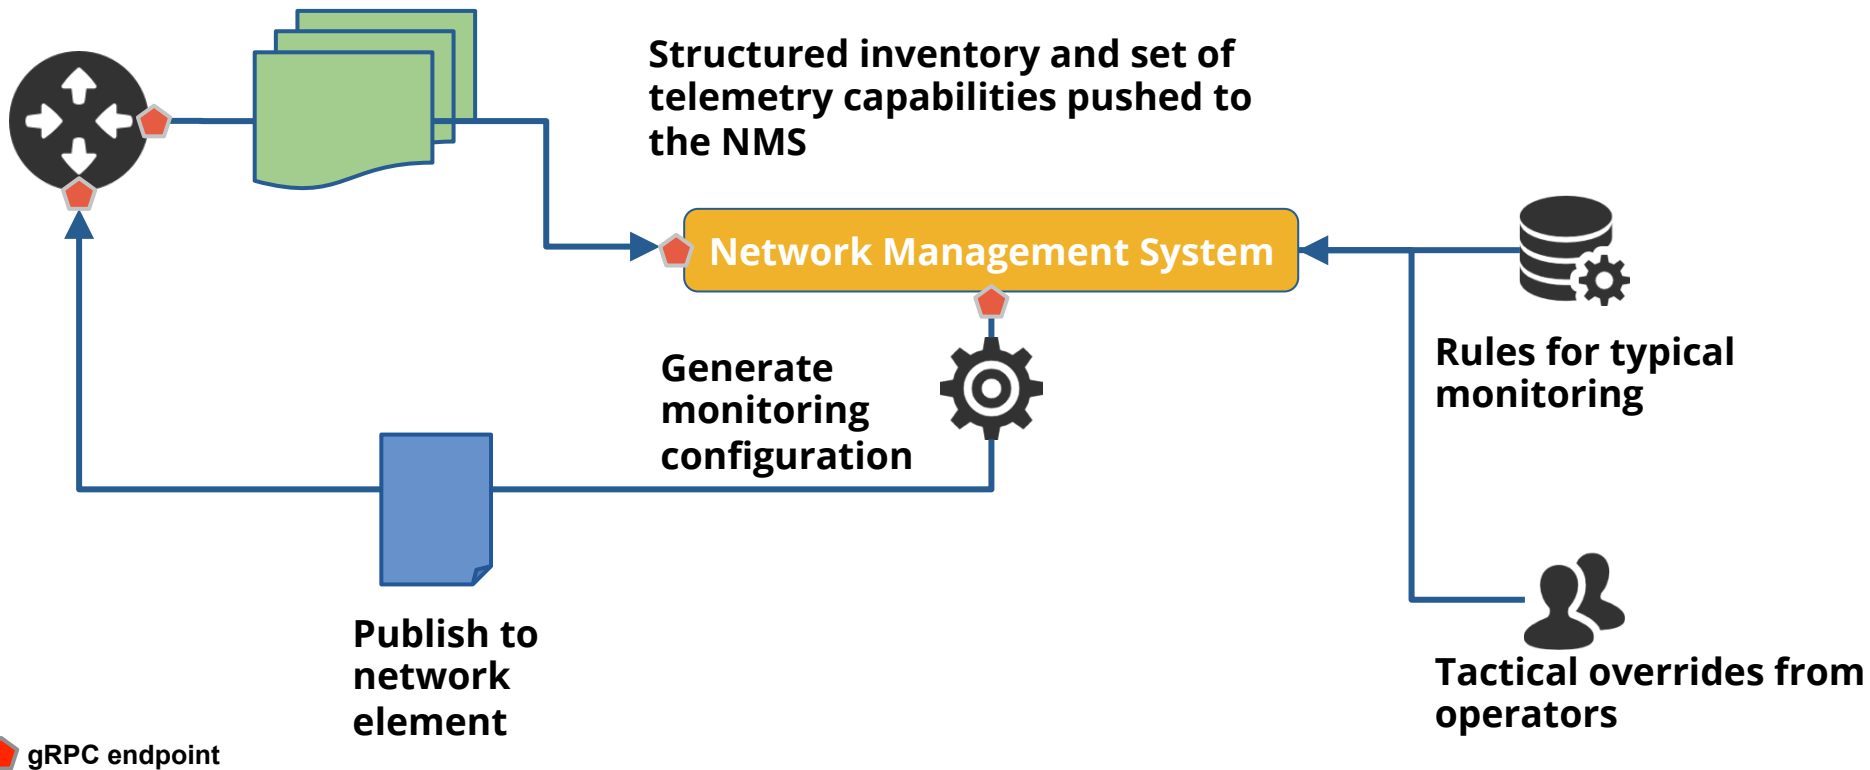 Structured inventory and set of
telemetry capabilities pushed to
the NMS
Network Management System
Generate
monitoring
configuration
Rules for typical
monitoring
Publish to
network
element
Tactical overrides from
operators
gRPC endpoint